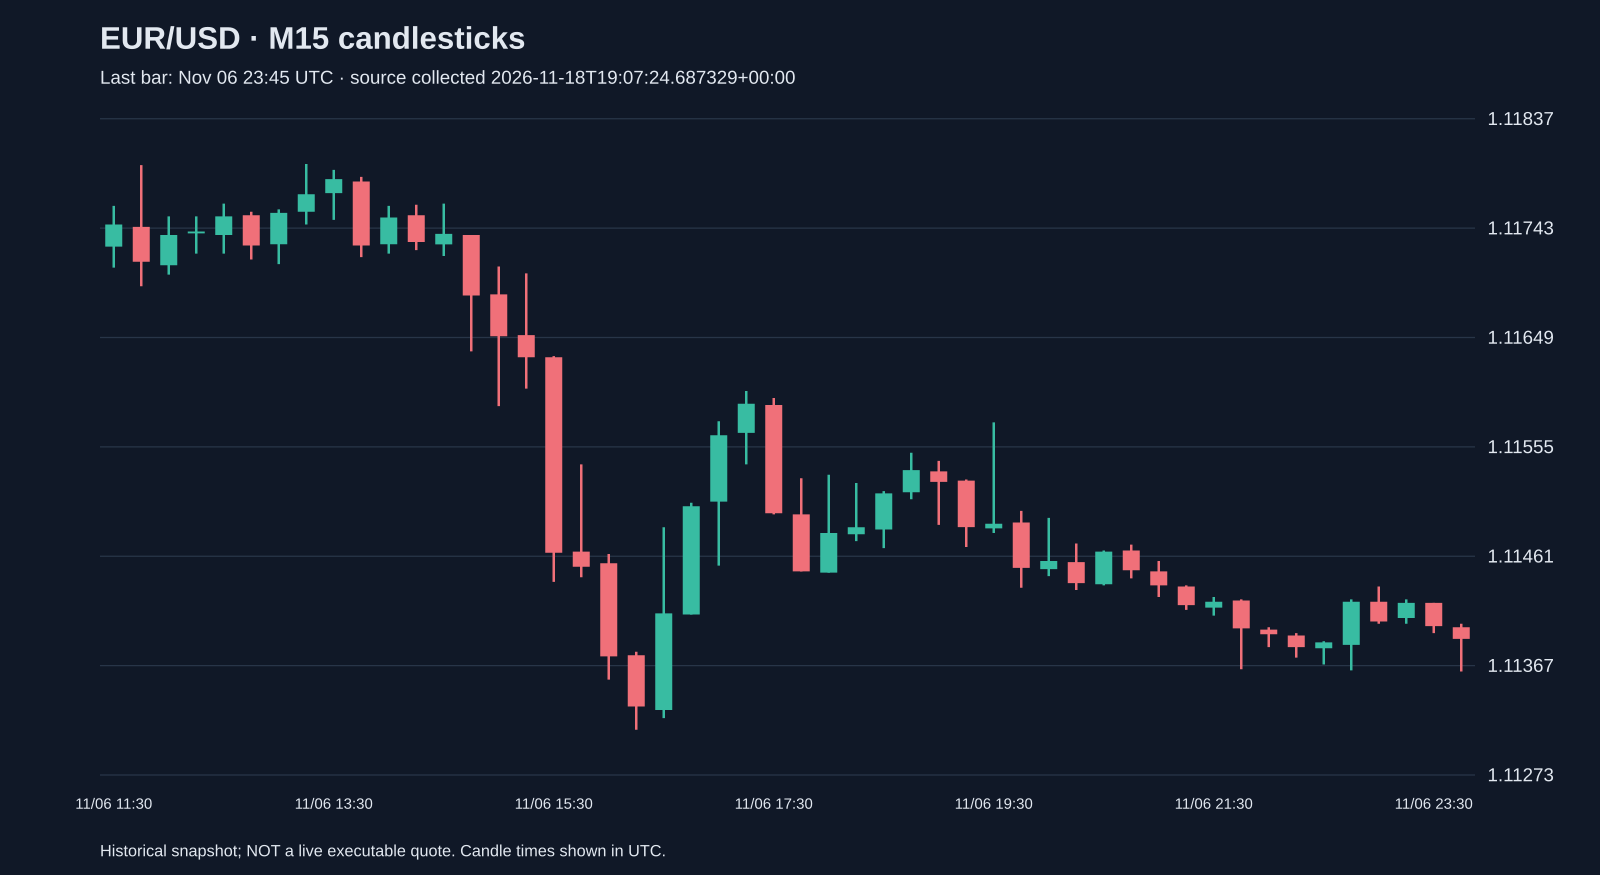 EUR/USD · M15 candlesticks
Last bar: Nov 06 23:45 UTC · source collected 2026-11-18T19:07:24.687329+00:00
1.11837
1.11743
1.11649
1.11555
1.11461
1.11367
1.11273
11/06 11:30 11/06 13:30 11/06 15:30 11/06 17:30 11/06 19:30 11/06 21:30 11/06 23:30
Historical snapshot; NOT a live executable quote. Candle times shown in UTC.